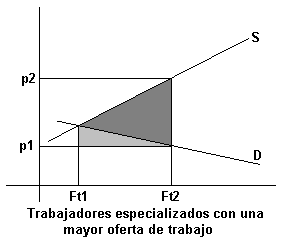 S
p2
p1
D
Ft1 Ft2
Trabajadores especializados con una
mayor oferta de trabajo